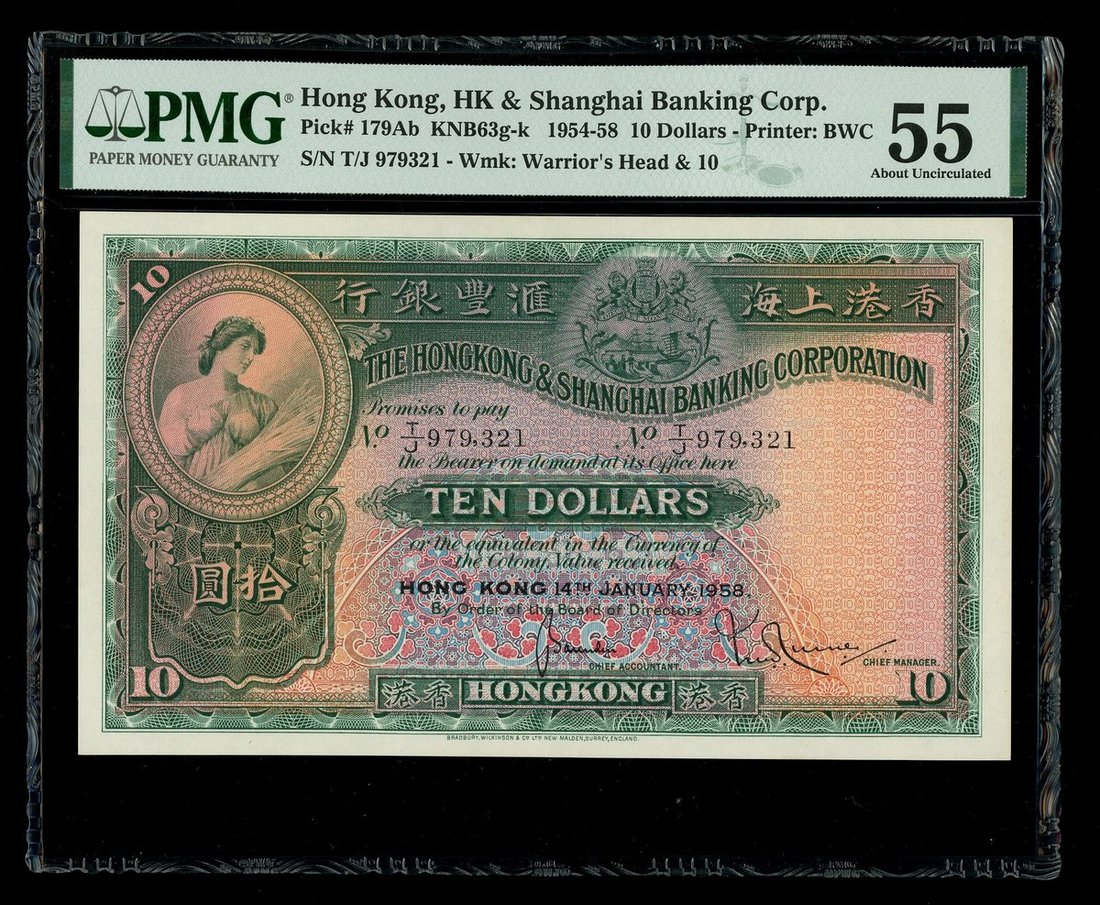 PMG®
PAPER MONEY GUARANTY
Hong Kong, HK & Shanghai Banking Corp.
Pick# 179Ab KNB63g-k 1954-58 10 Dollars - Printer: BWC
S/N T/J 979321 - Wmk: Warrior's Head & 10
55
About Uncirculated
10
行銀豐滙 海上港香
THE HONGKONG & SHANGHAI BANKING CORPORATION
Promises to pay
No T/J 979,321 No T/J 979,321
the Bearer on demand at its Office here
TEN DOLLARS
or the equivalent in the Currency of
the Colony, Value received.
圓拾
HONG KONG 14TH JANUARY, 1958.
By Order of the Board of Directors
CHIEF ACCOUNTANT.
CHIEF MANAGER.
10 港香 HONGKONG 港香 10
BRADBURY, WILKINSON & CO LTD NEW MALDEN, SURREY, ENGLAND.